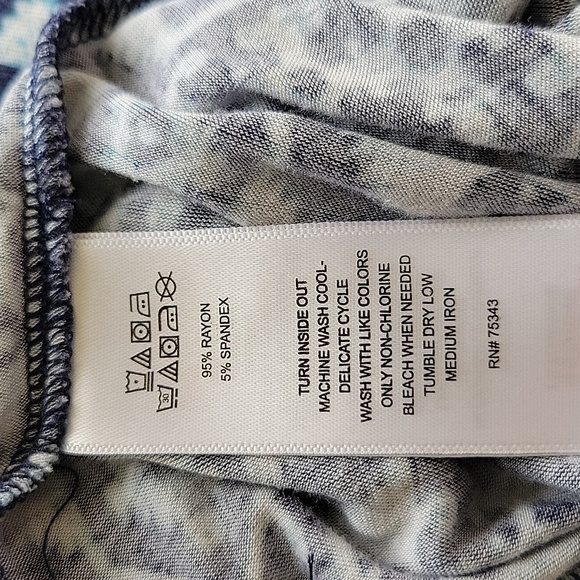 30
95% RAYON
5% SPANDEX
TURN INSIDE OUT
MACHINE WASH COOL-
DELICATE CYCLE
WASH WITH LIKE COLORS
ONLY NON-CHLORINE
BLEACH WHEN NEEDED
TUMBLE DRY LOW
MEDIUM IRON
RN# 75343